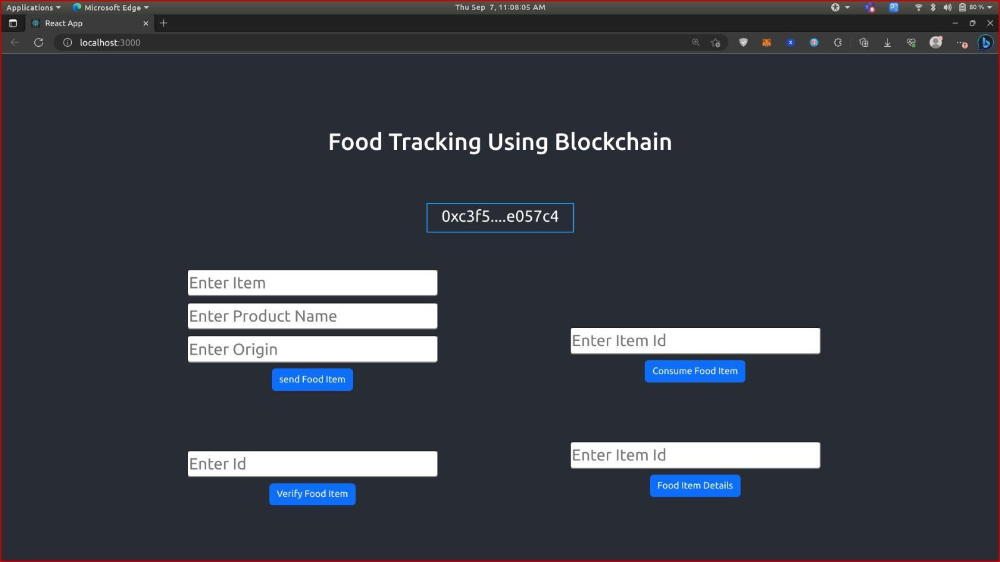 Applications Microsoft Edge Thu Sep 7, 11:08:05 AM 80 %
React App
localhost:3000
Food Tracking Using Blockchain
0xc3f5....e057c4
Enter Item
Enter Product Name
Enter Origin
send Food Item
Enter Item Id
Consume Food Item
Enter Id
Verify Food Item
Enter Item Id
Food Item Details